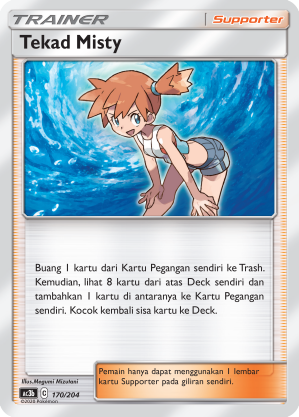 TRAINER
Supporter
Tekad Misty
Buang 1 kartu dari Kartu Pegangan sendiri ke Trash.
Kemudian, lihat 8 kartu dari atas Deck sendiri dan
tambahkan 1 kartu di antaranya ke Kartu Pegangan
sendiri. Kocok kembali sisa kartu ke Deck.
Pemain hanya dapat menggunakan 1 lembar
kartu Supporter pada giliran sendiri.
Illus.Megumi Mizutani
AC3b C 170/204
©2020 Pokémon